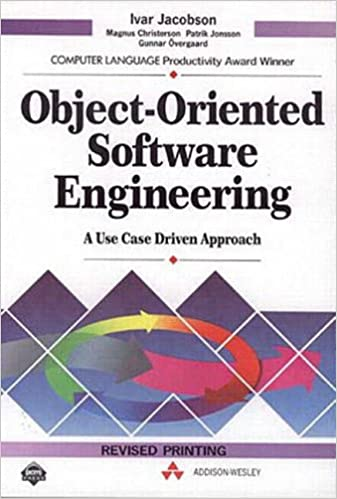 Ivar Jacobson
Magnus Christerson Patrik Jonsson
Gunnar Övergaard
COMPUTER LANGUAGE Productivity Award Winner
Object-Oriented
Software
Engineering
A Use Case Driven Approach
REVISED PRINTING
acm
PRESS
ADDISON-WESLEY